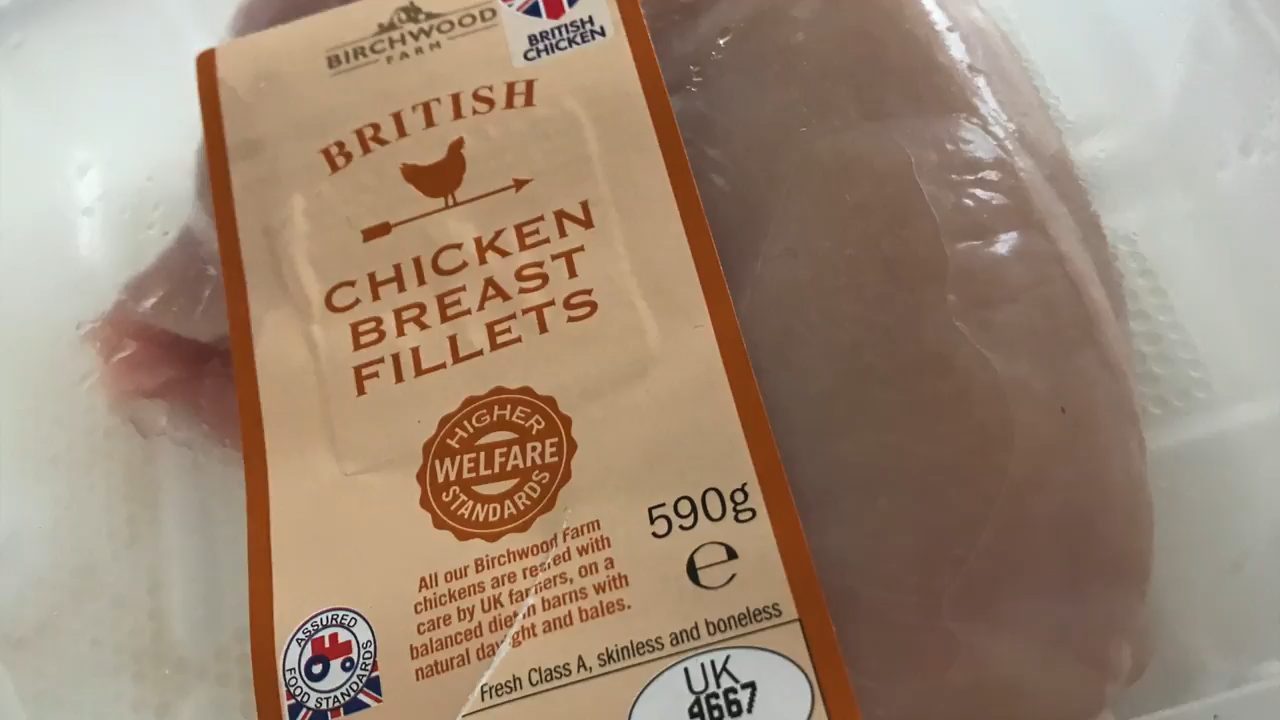 BIRCHWOOD
FARM
BRITISH
CHICKEN
BRITISH
CHICKEN
BREAST
FILLETS
HIGHER
WELFARE
STANDARDS
590g
e
All our Birchwood Farm
chickens are reared with
care by UK farmers, on a
balanced diet in barns with
natural daylight and bales.
Fresh Class A, skinless and boneless
ASSURED
FOOD STANDARDS
UK
4667